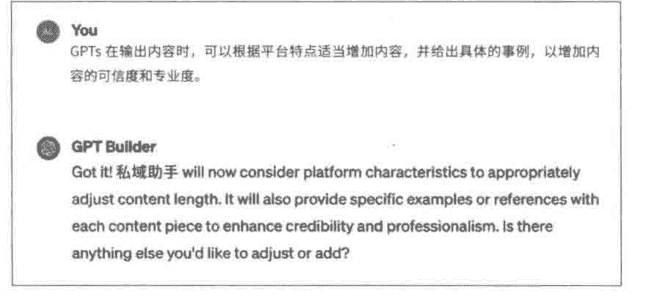 You
GPTs 在输出内容时，可以根据平台特点适当增加内容，并给出具体的事例，以增加内
容的可信度和专业度。
GPT Builder
Got it! 私域助手 will now consider platform characteristics to appropriately
adjust content length. It will also provide specific examples or references with
each content piece to enhance credibility and professionalism. Is there
anything else you'd like to adjust or add?